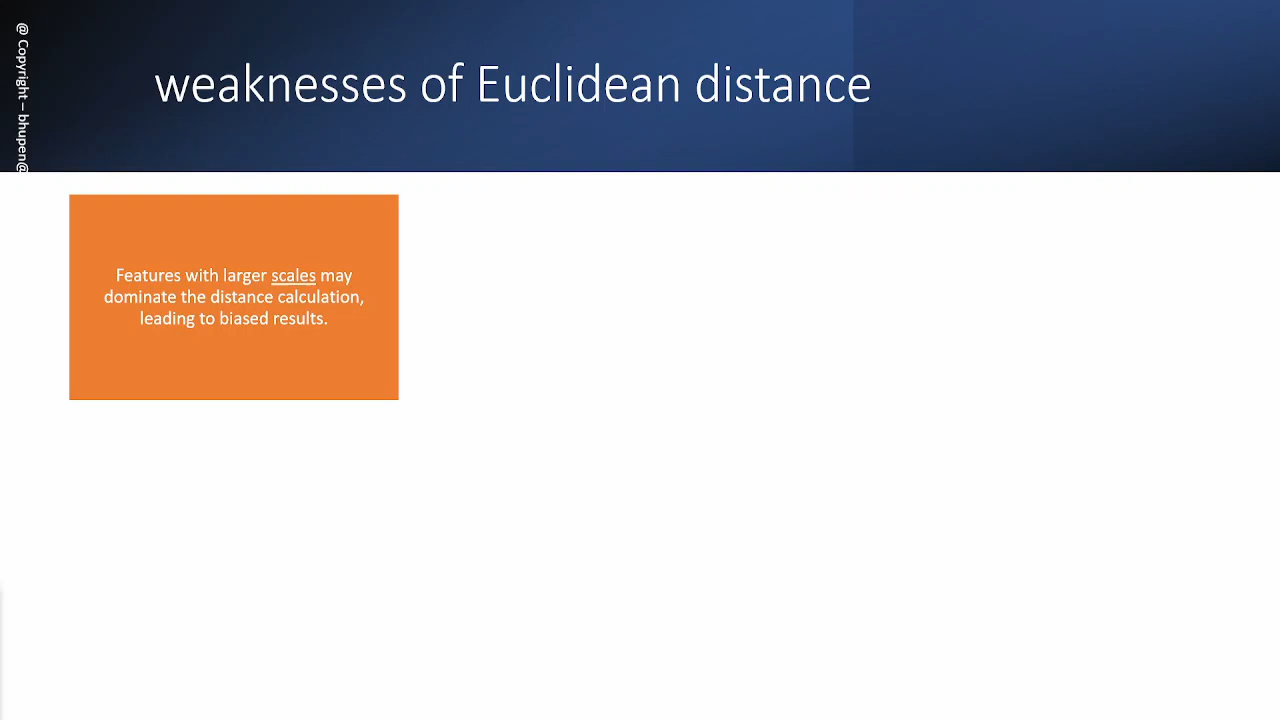 @ Copyright – bhupen@
weaknesses of Euclidean distance
Features with larger scales may
dominate the distance calculation,
leading to biased results.